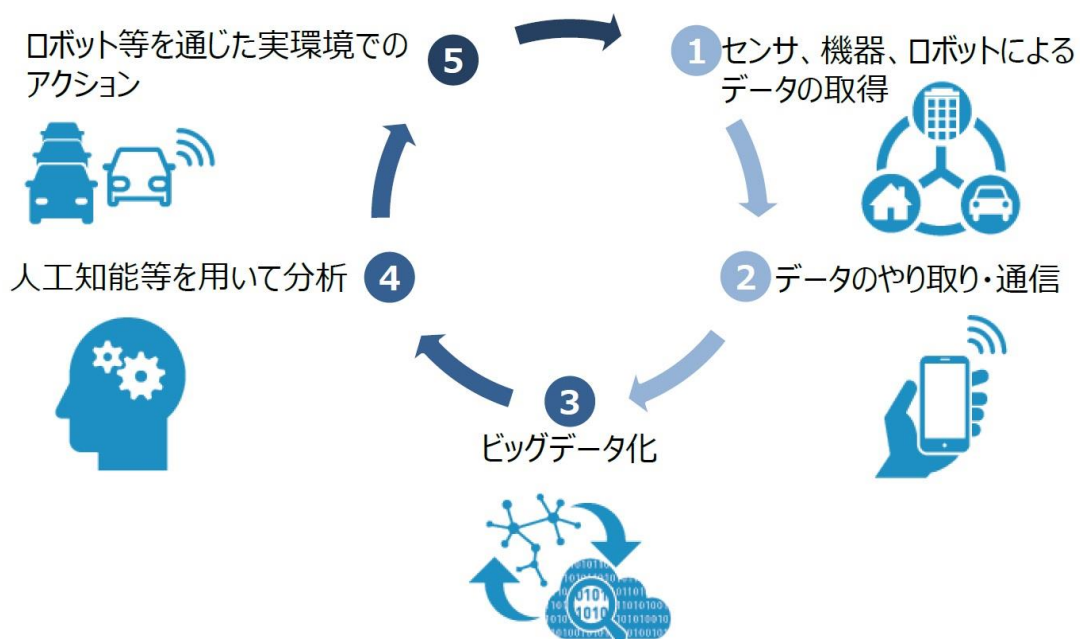 1 センサ、機器、ロボットによる
データの取得
2 データのやり取り・通信
3
ビッグデータ化
人工知能等を用いて分析 4
ロボット等を通じた実環境での
アクション 5